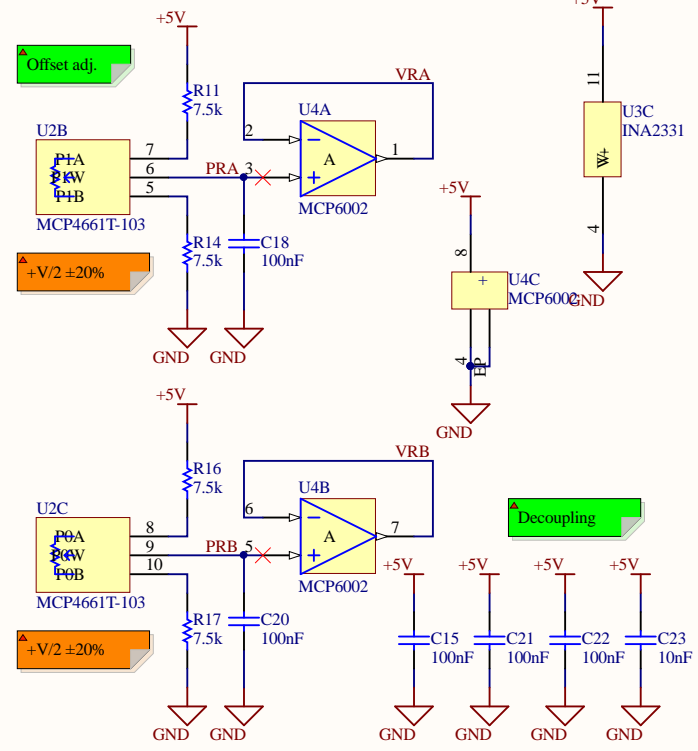 +5V
Offset adj.
R11
7.5k
VRA
U4A
2
1
A
3
MCP6002
U2B
P1A
P1W
P1B
7
6
5
PRA
MCP4661T-103
R14
7.5k
C18
100nF
+V/2 ±20%
GND
GND
+5V
11
U3C
INA2331
W+
4
GND
+5V
8
+
U4C
MCP6002
4
EP
GND
+5V
R16
7.5k
VRB
U4B
6
7
A
5
MCP6002
U2C
P0A
P0W
P0B
8
9
10
PRB
MCP4661T-103
R17
7.5k
C20
100nF
+V/2 ±20%
GND
GND
Decoupling
+5V
+5V
+5V
+5V
C15
100nF
C21
100nF
C22
100nF
C23
10nF
GND
GND
GND
GND